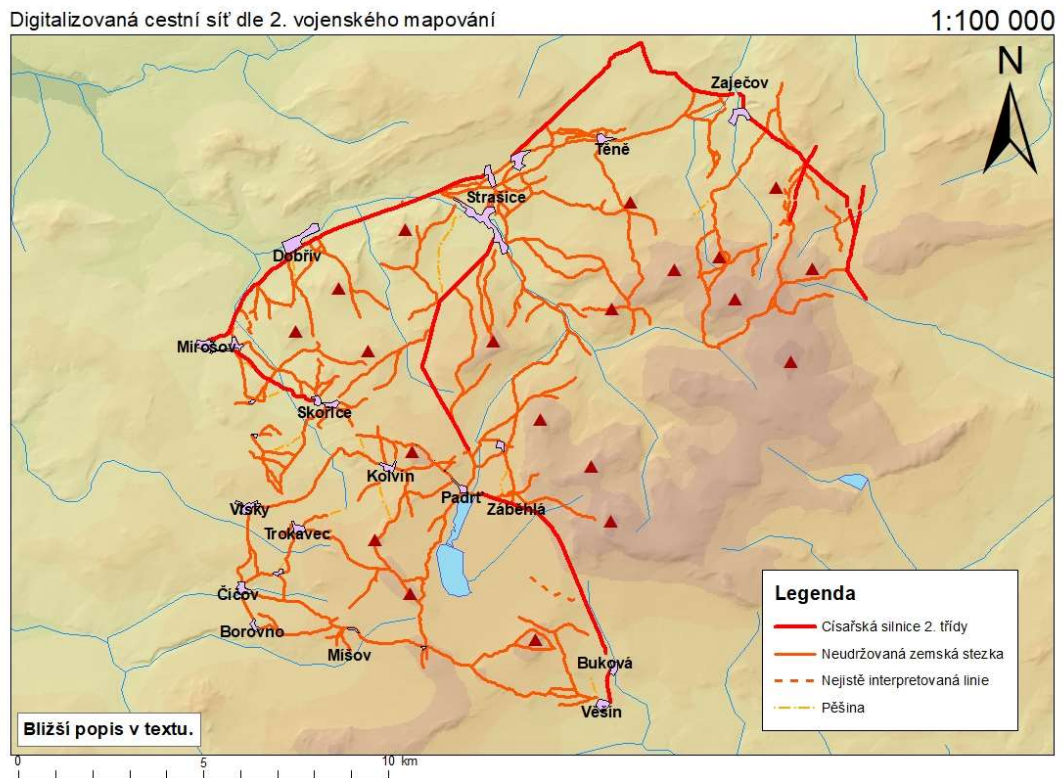 Digitalizovaná cestní síť dle 2. vojenského mapování
1:100 000
N
Zaječov
Těně
Strašice
Dobřív
Mirošov
Skořice
Kolvín
Padrť
Záběhlá
Vísky
Trokavec
Čičov
Borovno
Míšov
Buková
Věšín
Legenda
Císařská silnice 2. třídy
Neudržovaná zemská stezka
Nejistě interpretovaná linie
Pěšina
Bližší popis v textu.
0 5 10 km